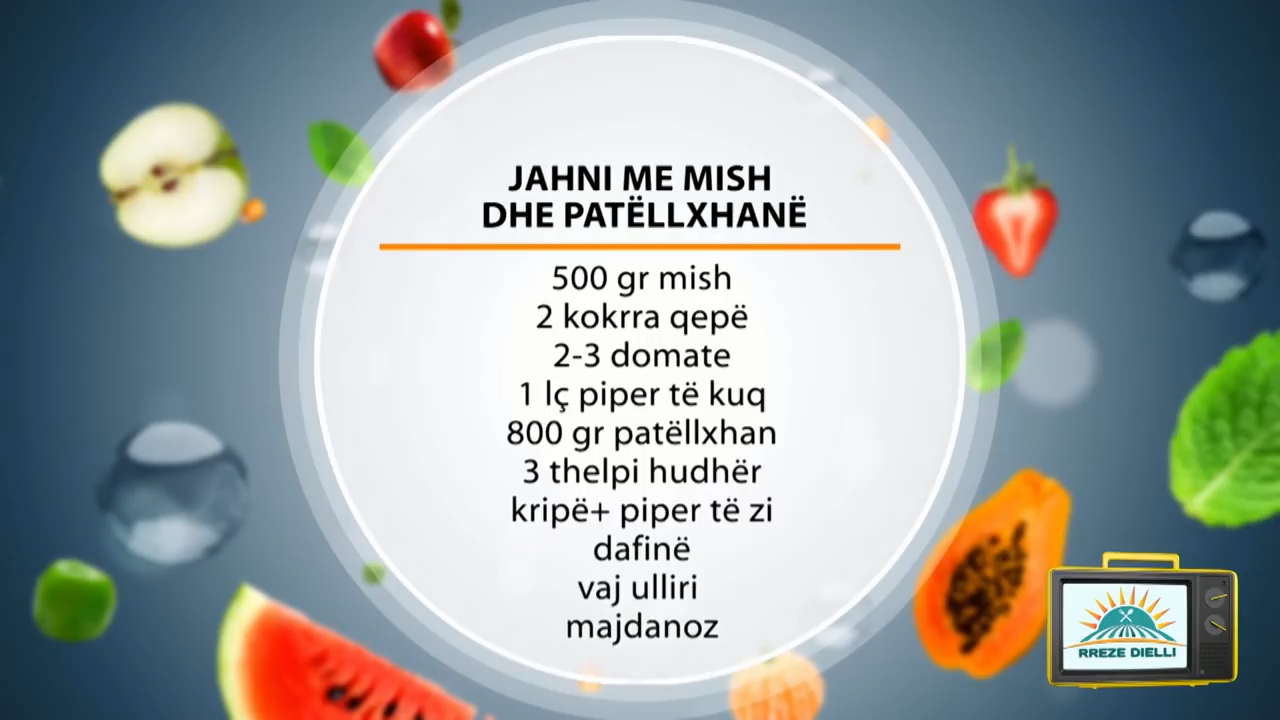 JAHNI ME MISH
DHE PATËLLXHANË
500 gr mish
2 kokrra qepë
2-3 domate
1 lç piper të kuq
800 gr patëllxhan
3 thelpi hudhër
kripë+ piper të zi
dafinë
vaj ulliri
majdanoz
RREZE DIELLI